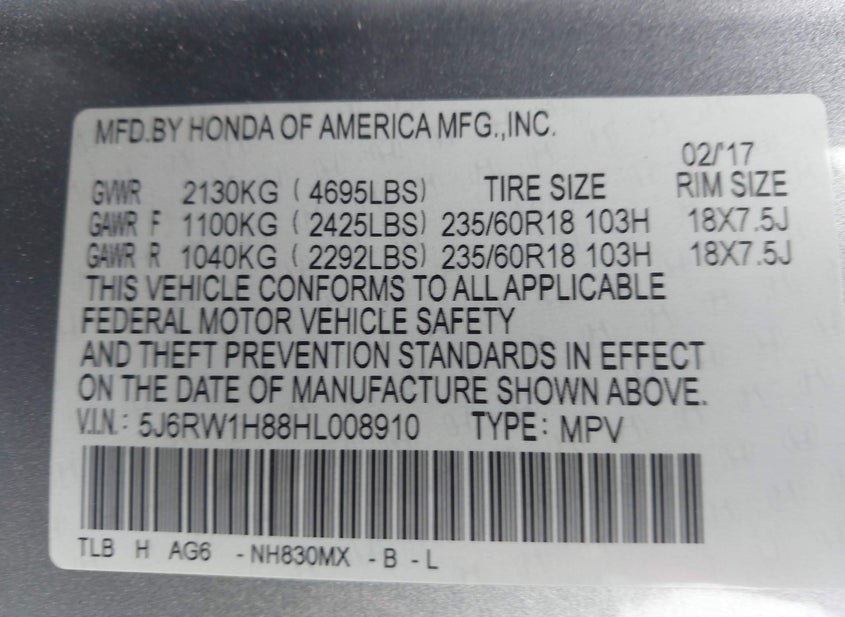 MFD.BY HONDA OF AMERICA MFG.,INC.
02/'17
GVWR 2130KG ( 4695LBS) TIRE SIZE RIM SIZE
GAWR F 1100KG ( 2425LBS) 235/60R18 103H 18X7.5J
GAWR R 1040KG ( 2292LBS) 235/60R18 103H 18X7.5J
THIS VEHICLE CONFORMS TO ALL APPLICABLE
FEDERAL MOTOR VEHICLE SAFETY
AND THEFT PREVENTION STANDARDS IN EFFECT
ON THE DATE OF MANUFACTURE SHOWN ABOVE.
V.I.N.: 5J6RW1H88HL008910 TYPE: MPV
TLB H AG6 -NH830MX -B -L